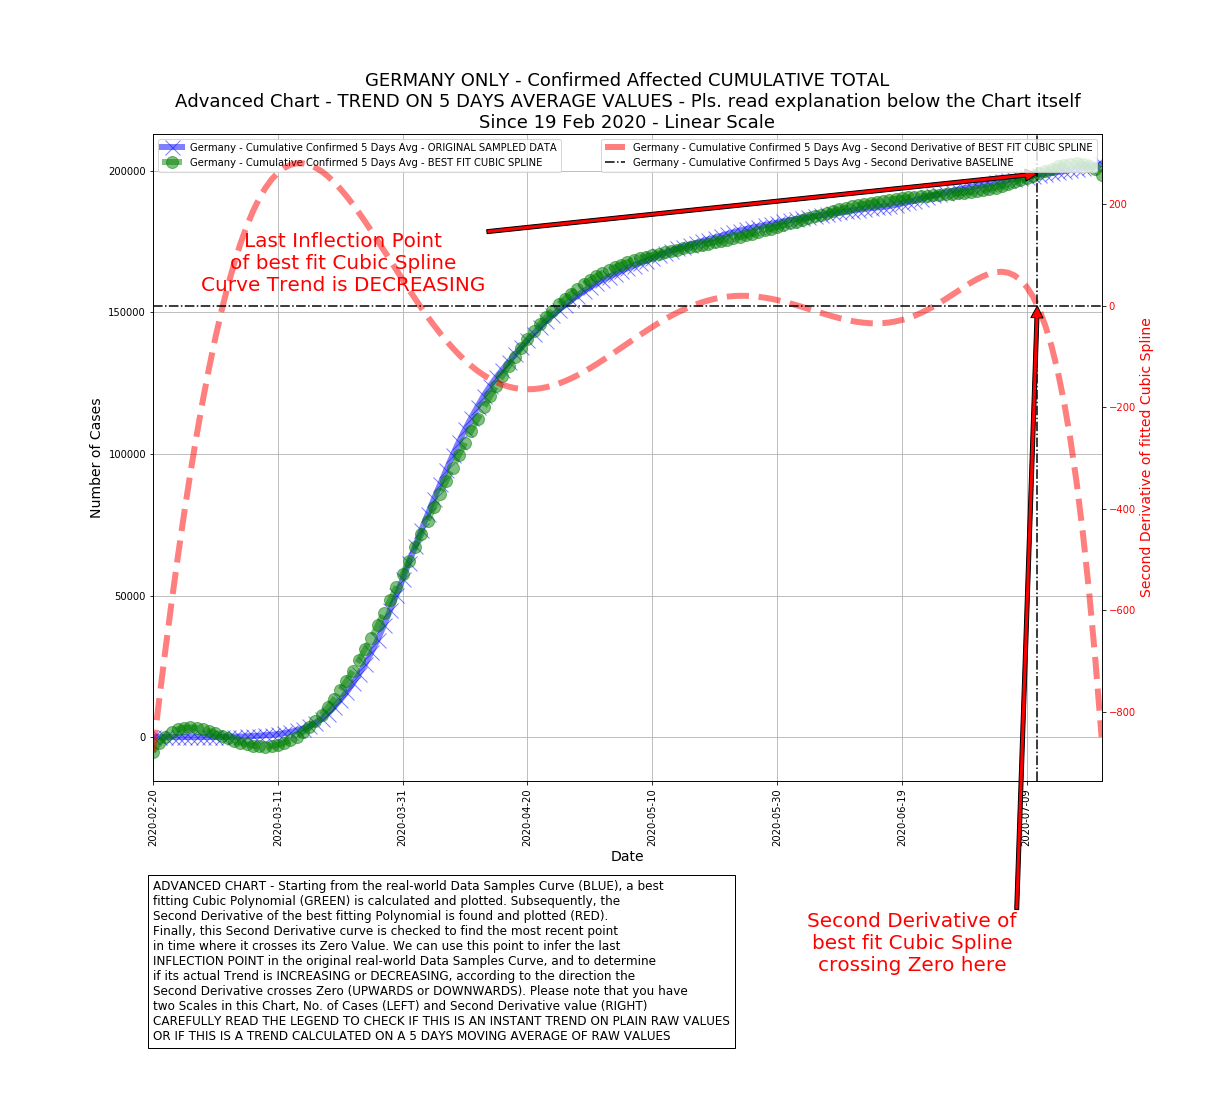 GERMANY ONLY - Confirmed Affected CUMULATIVE TOTAL
Advanced Chart - TREND ON 5 DAYS AVERAGE VALUES - Pls. read explanation below the Chart itself
Since 19 Feb 2020 - Linear Scale
Germany - Cumulative Confirmed 5 Days Avg - ORIGINAL SAMPLED DATA
Germany - Cumulative Confirmed 5 Days Avg - BEST FIT CUBIC SPLINE
Germany - Cumulative Confirmed 5 Days Avg - Second Derivative of BEST FIT CUBIC SPLINE
Germany - Cumulative Confirmed 5 Days Avg - Second Derivative BASELINE
Last Inflection Point
of best fit Cubic Spline
Curve Trend is DECREASING
Number of Cases
200000
150000
100000
50000
0
200
0
−200
−400
−600
−800
Second Derivative of fitted Cubic Spline
2020-02-20
2020-03-11
2020-03-31
2020-04-20
2020-05-10
2020-05-30
2020-06-19
2020-07-09
Date
ADVANCED CHART - Starting from the real-world Data Samples Curve (BLUE), a best
fitting Cubic Polynomial (GREEN) is calculated and plotted. Subsequently, the
Second Derivative of the best fitting Polynomial is found and plotted (RED).
Finally, this Second Derivative curve is checked to find the most recent point
in time where it crosses its Zero Value. We can use this point to infer the last
INFLECTION POINT in the original real-world Data Samples Curve, and to determine
if its actual Trend is INCREASING or DECREASING, according to the direction the
Second Derivative crosses Zero (UPWARDS or DOWNWARDS). Please note that you have
two Scales in this Chart, No. of Cases (LEFT) and Second Derivative value (RIGHT)
CAREFULLY READ THE LEGEND TO CHECK IF THIS IS AN INSTANT TREND ON PLAIN RAW VALUES
OR IF THIS IS A TREND CALCULATED ON A 5 DAYS MOVING AVERAGE OF RAW VALUES
Second Derivative of
best fit Cubic Spline
crossing Zero here